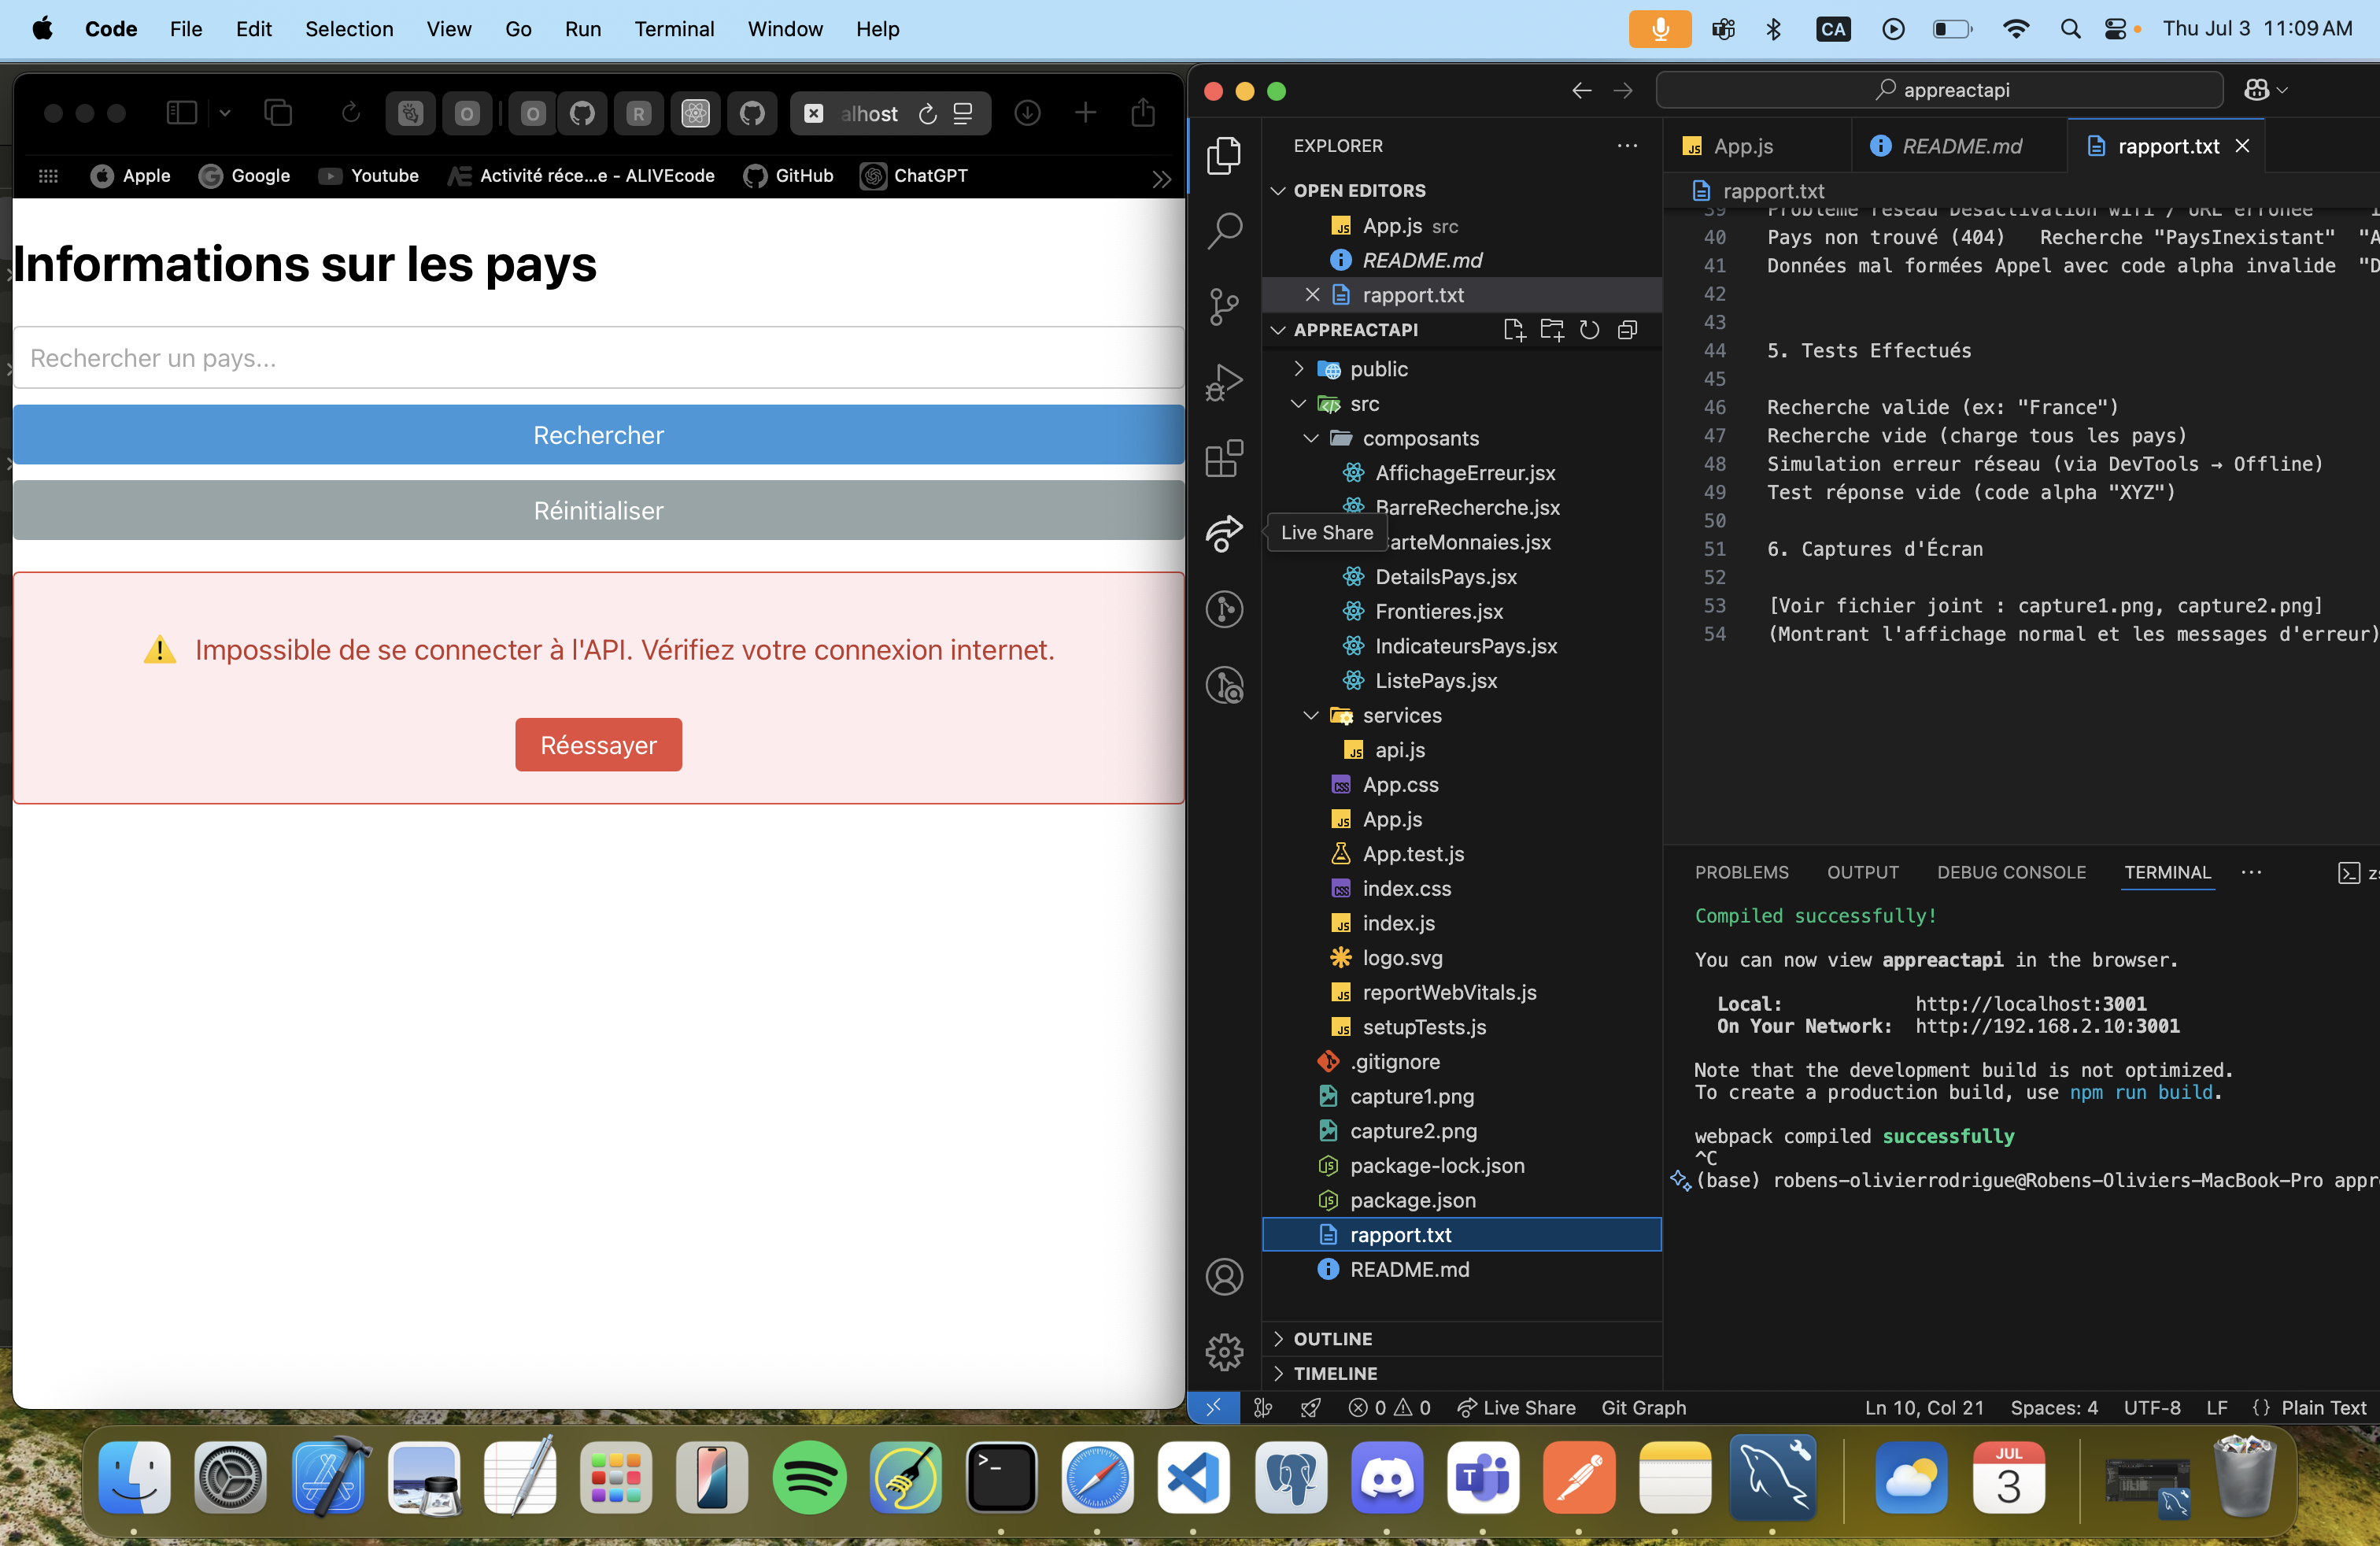 Code File Edit Selection View Go Run Terminal Window Help CA Thu Jul 3 11:09 AM
O O R alhost
Apple Google Youtube Activité réce...e - ALIVEcode GitHub ChatGPT
Informations sur les pays
Rechercher un pays...
Rechercher
Réinitialiser
⚠️ Impossible de se connecter à l'API. Vérifiez votre connexion internet.
Réessayer
appreactapi
EXPLORER
OPEN EDITORS
App.js src
README.md
rapport.txt
APPREACTAPI
public
src
composants
AffichageErreur.jsx
BarreRecherche.jsx
Live Share
arteMonnaies.jsx
DetailsPays.jsx
Frontieres.jsx
IndicateursPays.jsx
ListePays.jsx
services
api.js
App.css
App.js
App.test.js
index.css
index.js
logo.svg
reportWebVitals.js
setupTests.js
.gitignore
capture1.png
capture2.png
package-lock.json
package.json
rapport.txt
README.md
OUTLINE
TIMELINE
App.js README.md rapport.txt
rapport.txt
39 Problème réseau Désactivation wifi / URL erronée
40 Pays non trouvé (404) Recherche "PaysInexistant" "A
41 Données mal formées Appel avec code alpha invalide "D
42
43
44 5. Tests Effectués
45
46 Recherche valide (ex: "France")
47 Recherche vide (charge tous les pays)
48 Simulation erreur réseau (via DevTools → Offline)
49 Test réponse vide (code alpha "XYZ")
50
51 6. Captures d'Écran
52
53 [Voir fichier joint : capture1.png, capture2.png]
54 (Montrant l'affichage normal et les messages d'erreur)
PROBLEMS OUTPUT DEBUG CONSOLE TERMINAL ··· zs
Compiled successfully!
You can now view appreactapi in the browser.
Local: http://localhost:3001
On Your Network: http://192.168.2.10:3001
Note that the development build is not optimized.
To create a production build, use npm run build.
webpack compiled successfully
^C
(base) robens-olivierrodrigue@Robens-Oliviers-MacBook-Pro appr
0 0 Live Share Git Graph Ln 10, Col 21 Spaces: 4 UTF-8 LF {} Plain Text
JUL
3